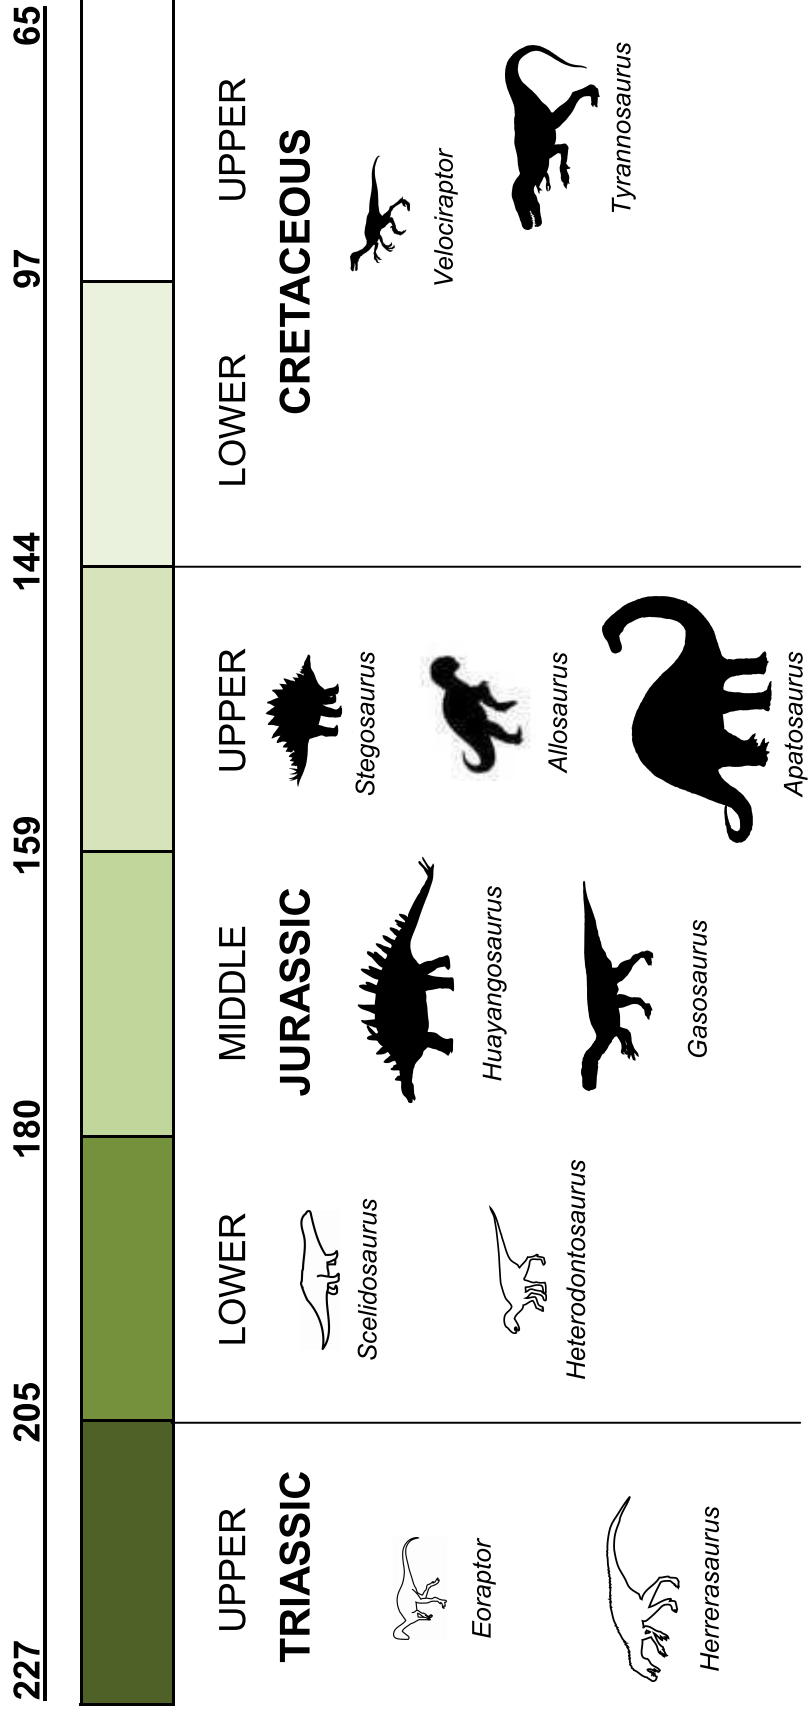 227 205 180 159 144 97 65
UPPER LOWER MIDDLE UPPER LOWER UPPER
TRIASSIC JURASSIC CRETACEOUS
Scelidosaurus Stegosaurus
Eoraptor Huayangosaurus Velociraptor
Heterodontosaurus Allosaurus
Herrerasaurus Gasosaurus Tyrannosaurus
Apatosaurus